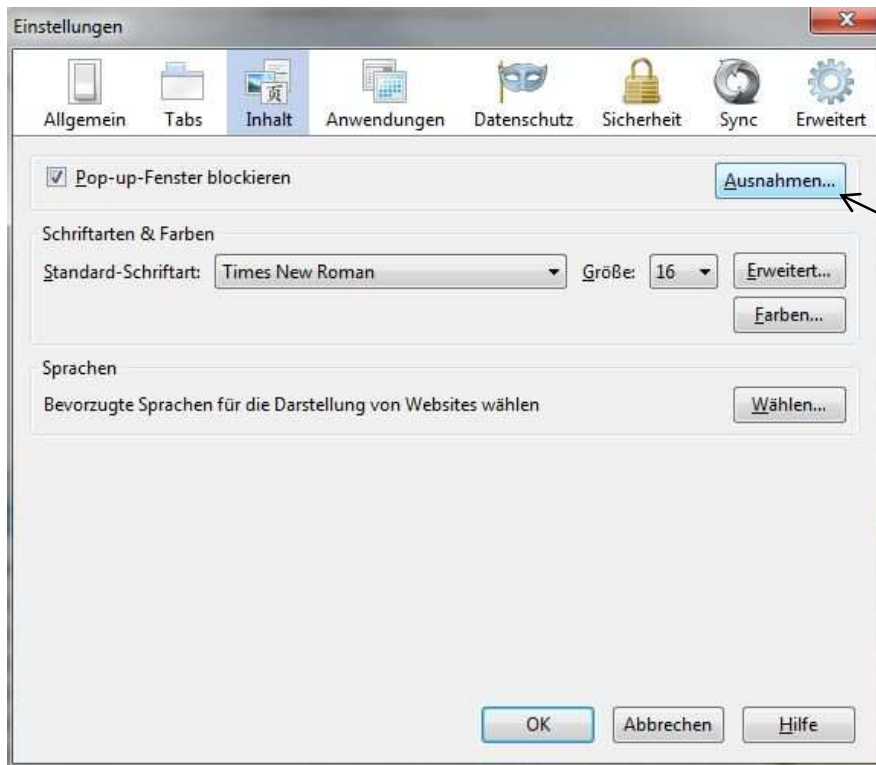 Einstellungen
Allgemein Tabs Inhalt Anwendungen Datenschutz Sicherheit Sync Erweitert
Pop-up-Fenster blockieren Ausnahmen...
Schriftarten & Farben
Standard-Schriftart: Times New Roman Größe: 16 Erweitert...
Farben...
Sprachen
Bevorzugte Sprachen für die Darstellung von Websites wählen Wählen...
OK Abbrechen Hilfe